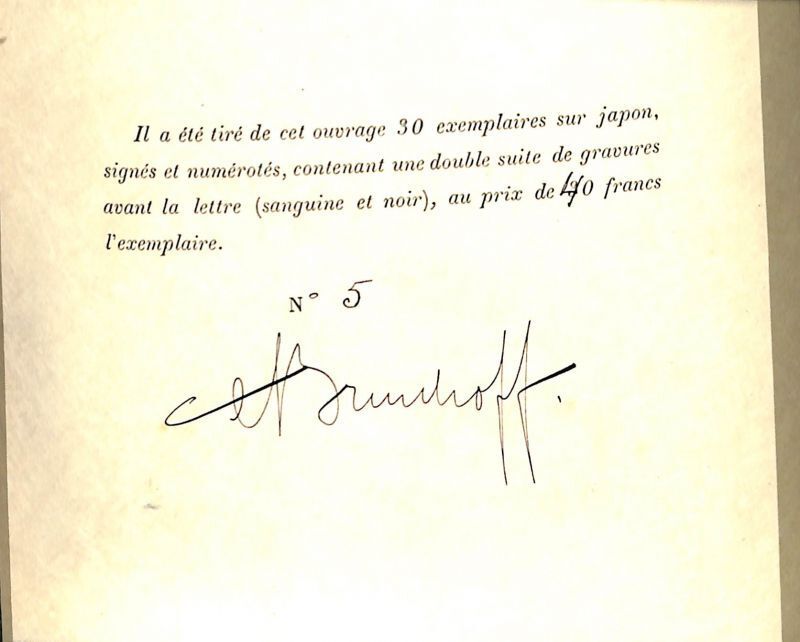 Il a été tiré de cet ouvrage 30 exemplaires sur japon,
signés et numérotés, contenant une double suite de gravures
avant la lettre (sanguine et noir), au prix de 40 francs
l'exemplaire.
N° 5
Brunhoff.